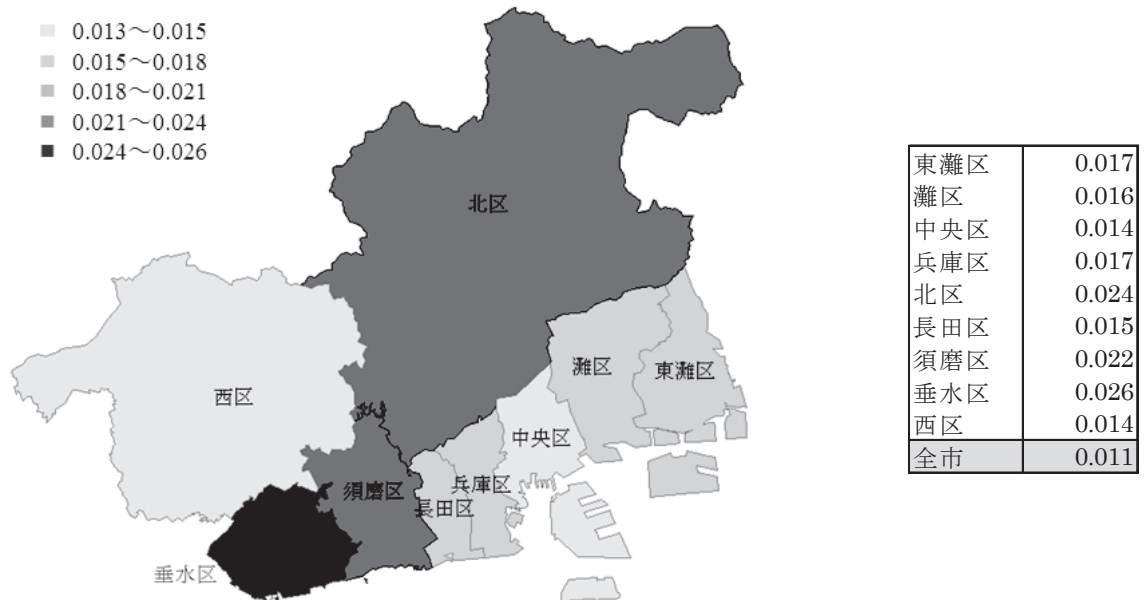 0.013～0.015
0.015～0.018
0.018～0.021
0.021～0.024
0.024～0.026
北区
西区
灘区
東灘区
中央区
兵庫区
長田区
須磨区
垂水区
東灘区 0.017
灘区 0.016
中央区 0.014
兵庫区 0.017
北区 0.024
長田区 0.015
須磨区 0.022
垂水区 0.026
西区 0.014
全市 0.011